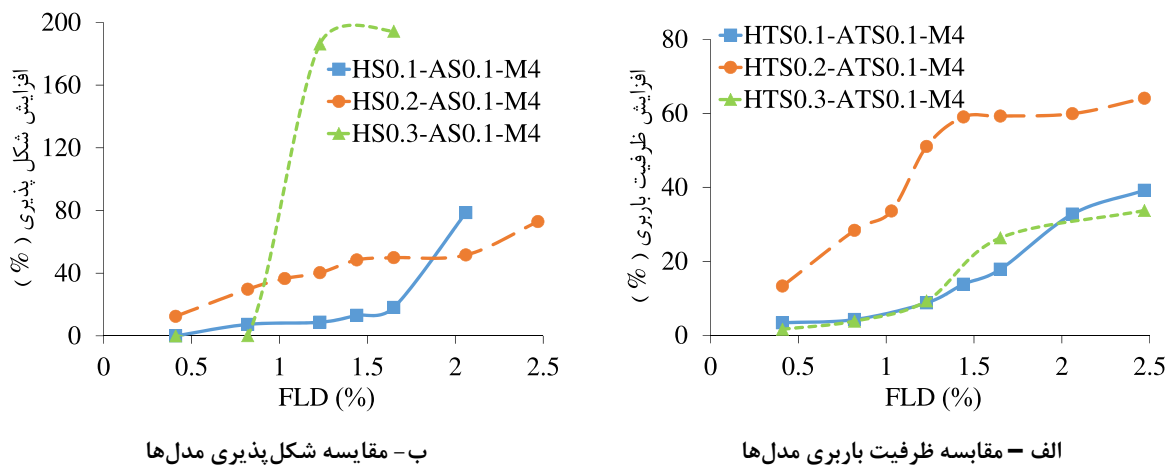 افزایش شکل پذیری ( % )
200
160
120
80
40
0
0
0.5
1
1.5
2
2.5
FLD (%)
HS0.1-AS0.1-M4
HS0.2-AS0.1-M4
HS0.3-AS0.1-M4
ب- مقایسه شکل‌پذیری مدل‌ها
افزایش ظرفیت باربری ( % )
80
60
40
20
0
0
0.5
1
1.5
2
2.5
FLD (%)
HTS0.1-ATS0.1-M4
HTS0.2-ATS0.1-M4
HTS0.3-ATS0.1-M4
الف – مقابسه ظرفیت باربری مدل‌ها